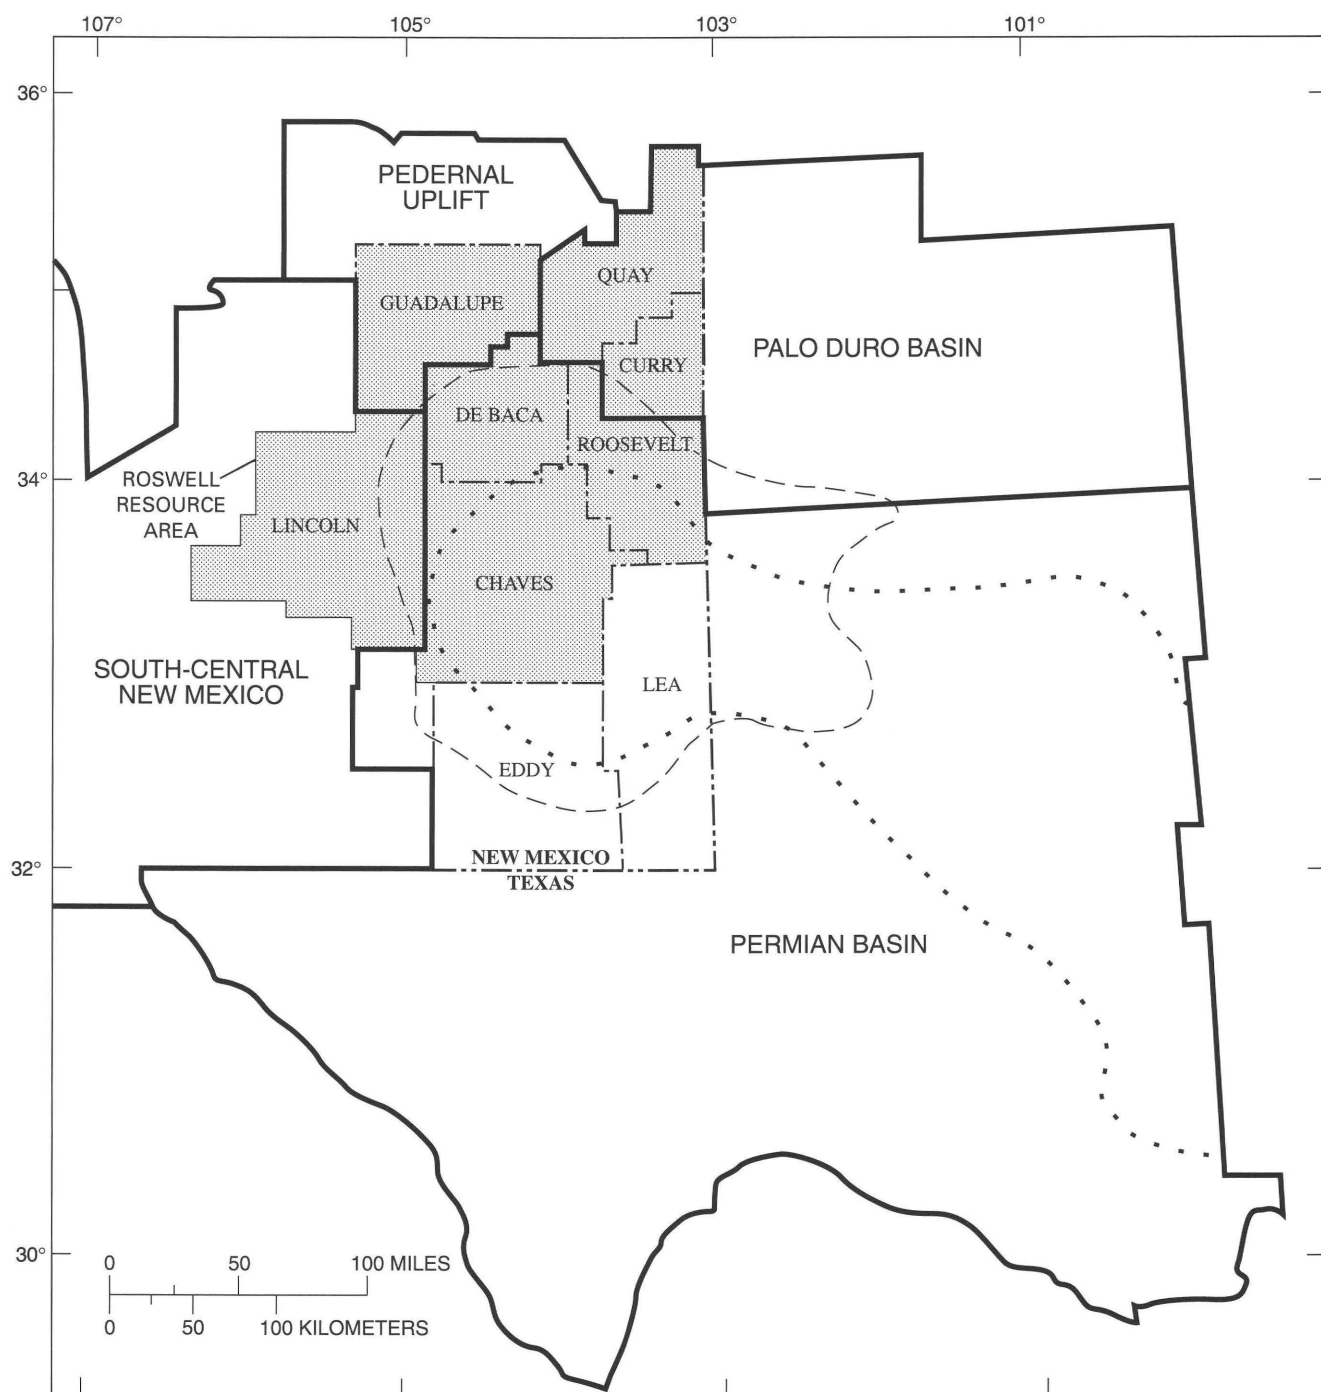 107°
105°
103°
101°
36°
PEDERNAL
UPLIFT
QUAY
GUADALUPE
PALO DURO BASIN
CURRY
DE BACA
ROOSEVELT
34°
ROSWELL
RESOURCE
AREA
LINCOLN
CHAVES
SOUTH-CENTRAL
NEW MEXICO
LEA
EDDY
32°
NEW MEXICO
TEXAS
PERMIAN BASIN
30°
0 50 100 MILES
0 50 100 KILOMETERS